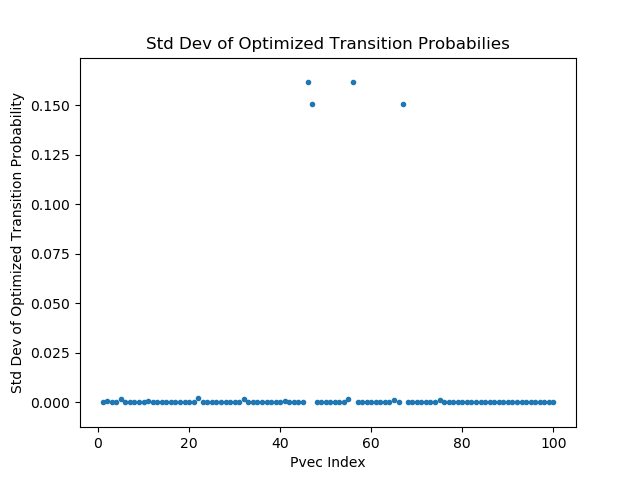 Std Dev of Optimized Transition Probabilies
Std Dev of Optimized Transition Probability
0.150
0.125
0.100
0.075
0.050
0.025
0.000
0 20 40 60 80 100
Pvec Index